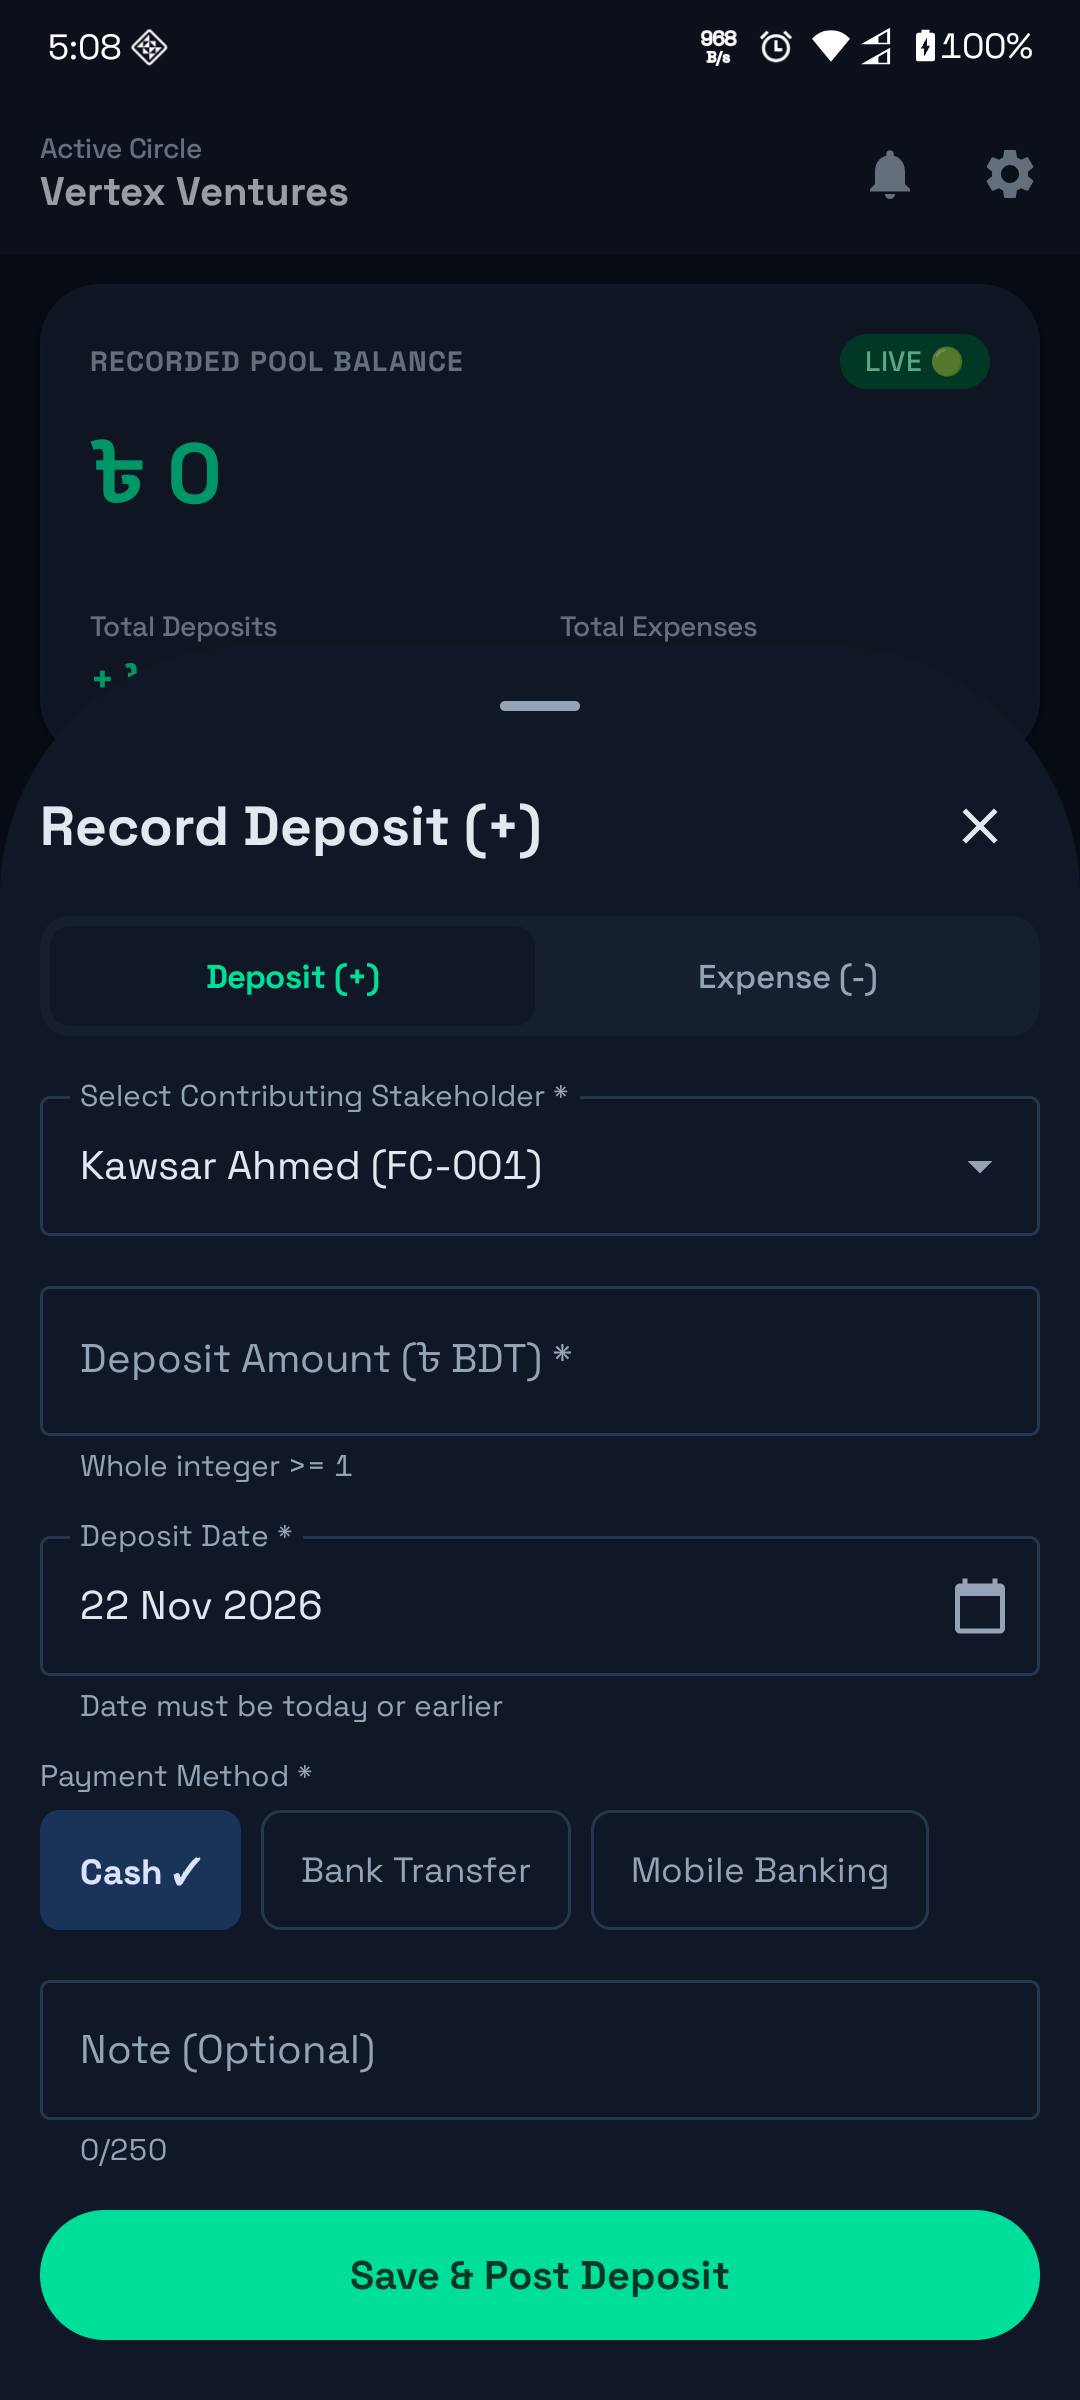 5:08
968
B/s
100%
Active Circle
Vertex Ventures
RECORDED POOL BALANCE
LIVE
৳ 0
Total Deposits
Total Expenses
+
Record Deposit (+)
Deposit (+)
Expense (-)
Select Contributing Stakeholder *
Kawsar Ahmed (FC-001)
Deposit Amount (৳ BDT) *
Whole integer >= 1
Deposit Date *
22 Nov 2026
Date must be today or earlier
Payment Method *
Cash ✓
Bank Transfer
Mobile Banking
Note (Optional)
0/250
Save & Post Deposit